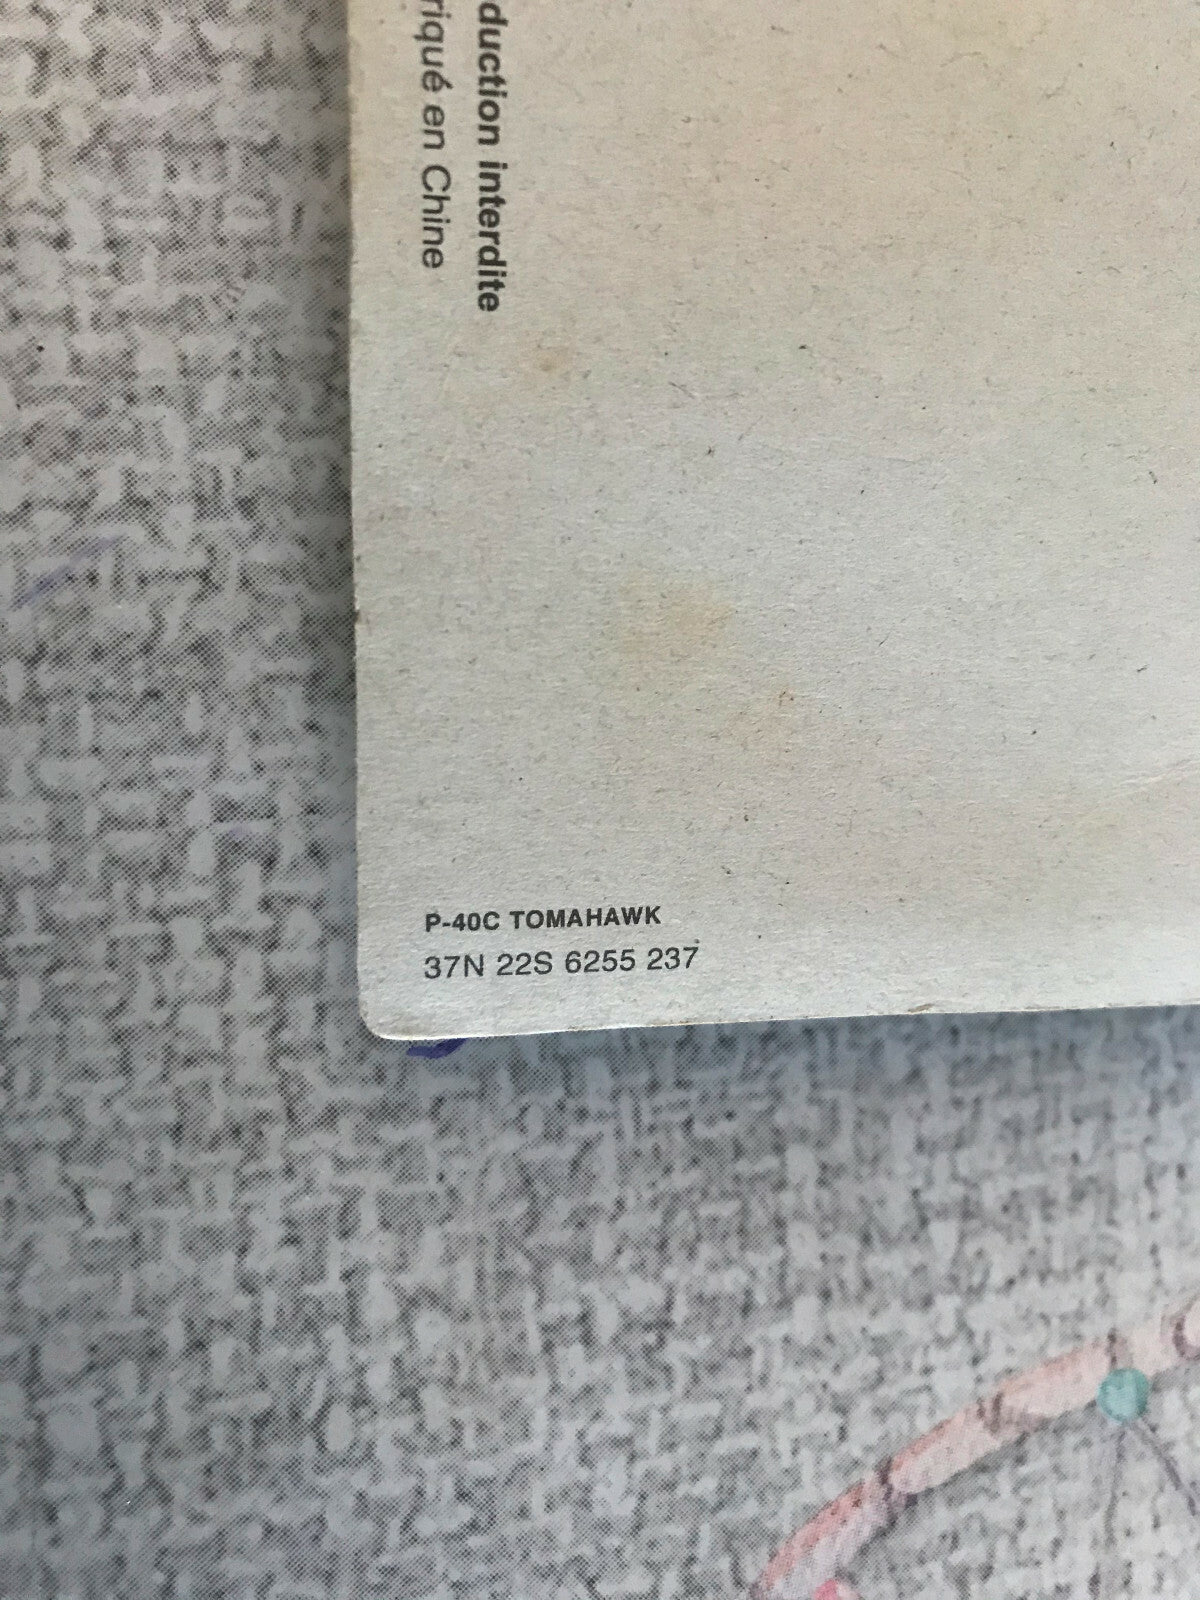 duction interdite
riqué en Chine
P-40C TOMAHAWK
37N 22S 6255 237